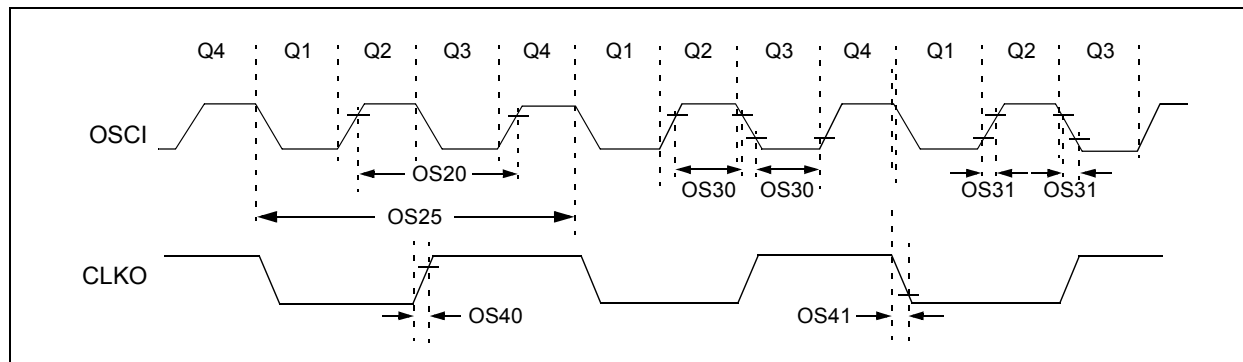 Q4 Q1 Q2 Q3 Q4 Q1 Q2 Q3 Q4 Q1 Q2 Q3
OSCI
OS20
OS30 OS30
OS31 OS31
OS25
CLKO
OS40
OS41